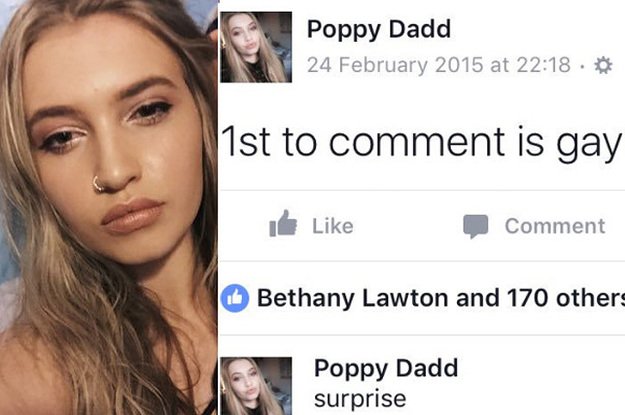 Poppy Dadd
24 February 2015 at 22:18 ·
1st to comment is gay
Like
Comment
Bethany Lawton and 170 others
Poppy Dadd
surprise